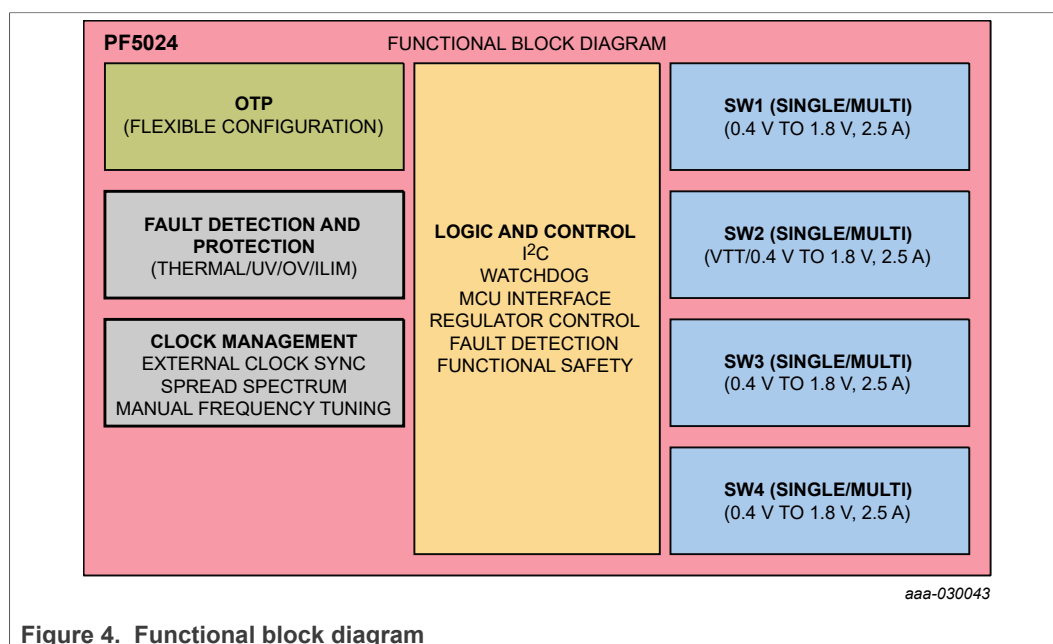 PF5024
FUNCTIONAL BLOCK DIAGRAM
OTP
(FLEXIBLE CONFIGURATION)
FAULT DETECTION AND
PROTECTION
(THERMAL/UV/OV/ILIM)
CLOCK MANAGEMENT
EXTERNAL CLOCK SYNC
SPREAD SPECTRUM
MANUAL FREQUENCY TUNING
LOGIC AND CONTROL
I2C
WATCHDOG
MCU INTERFACE
REGULATOR CONTROL
FAULT DETECTION
FUNCTIONAL SAFETY
SW1 (SINGLE/MULTI)
(0.4 V TO 1.8 V, 2.5 A)
SW2 (SINGLE/MULTI)
(VTT/0.4 V TO 1.8 V, 2.5 A)
SW3 (SINGLE/MULTI)
(0.4 V TO 1.8 V, 2.5 A)
SW4 (SINGLE/MULTI)
(0.4 V TO 1.8 V, 2.5 A)
aaa-030043
Figure 4. Functional block diagram